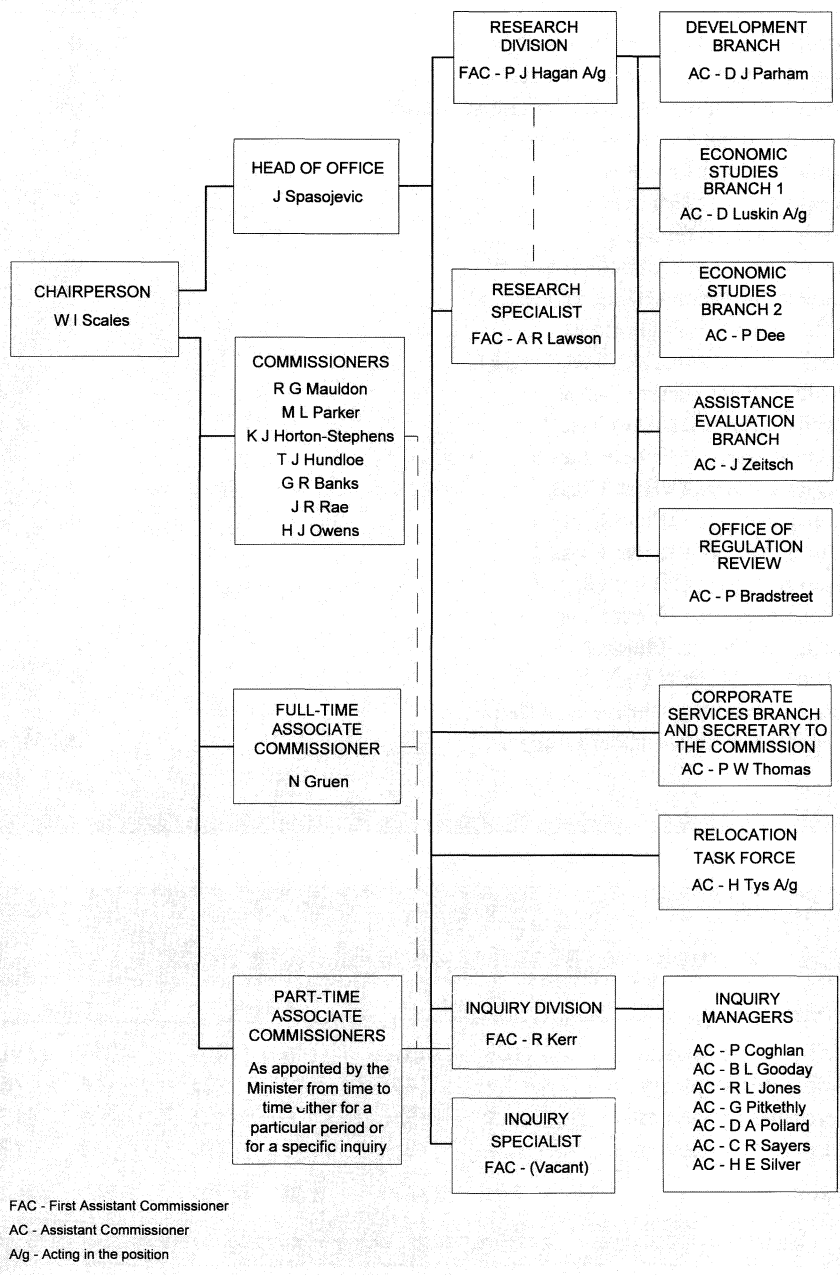 RESEARCH
DIVISION
FAC - P J Hagan A/g
DEVELOPMENT
BRANCH
AC - D J Parham
HEAD OF OFFICE
J Spasojevic
ECONOMIC
STUDIES
BRANCH 1
AC - D Luskin A/g
CHAIRPERSON
W I Scales
RESEARCH
SPECIALIST
FAC - A R Lawson
ECONOMIC
STUDIES
BRANCH 2
AC - P Dee
COMMISSIONERS
R G Mauldon
M L Parker
K J Horton-Stephens
T J Hundloe
G R Banks
J R Rae
H J Owens
ASSISTANCE
EVALUATION
BRANCH
AC - J Zeitsch
OFFICE OF
REGULATION
REVIEW
AC - P Bradstreet
FULL-TIME
ASSOCIATE
COMMISSIONER
N Gruen
CORPORATE
SERVICES BRANCH
AND SECRETARY TO
THE COMMISSION
AC - P W Thomas
RELOCATION
TASK FORCE
AC - H Tys A/g
PART-TIME
ASSOCIATE
COMMISSIONERS
As appointed by the
Minister from time to
time either for a
particular period or
for a specific inquiry
INQUIRY DIVISION
FAC - R Kerr
INQUIRY
MANAGERS
AC - P Coghlan
AC - B L Gooday
AC - R L Jones
AC - G Pitkethly
AC - D A Pollard
AC - C R Sayers
AC - H E Silver
INQUIRY
SPECIALIST
FAC - (Vacant)
FAC - First Assistant Commissioner
AC - Assistant Commissioner
A/g - Acting in the position